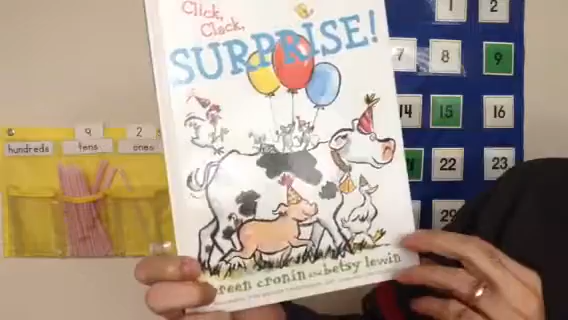 Click,
Clack,
SURPRISE!
cronin and betsy lewin
9 2
hundreds tens ones
1 2
7 8 9
14 15 16
22 23
29